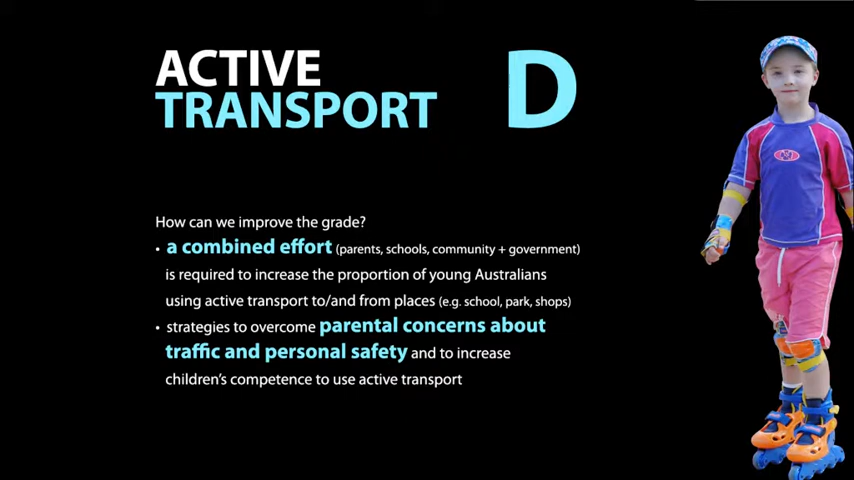 ACTIVE
TRANSPORT
D
How can we improve the grade?
• a combined effort (parents, schools, community + government)
is required to increase the proportion of young Australians
using active transport to/and from places (e.g. school, park, shops)
• strategies to overcome parental concerns about
traffic and personal safety and to increase
children's competence to use active transport